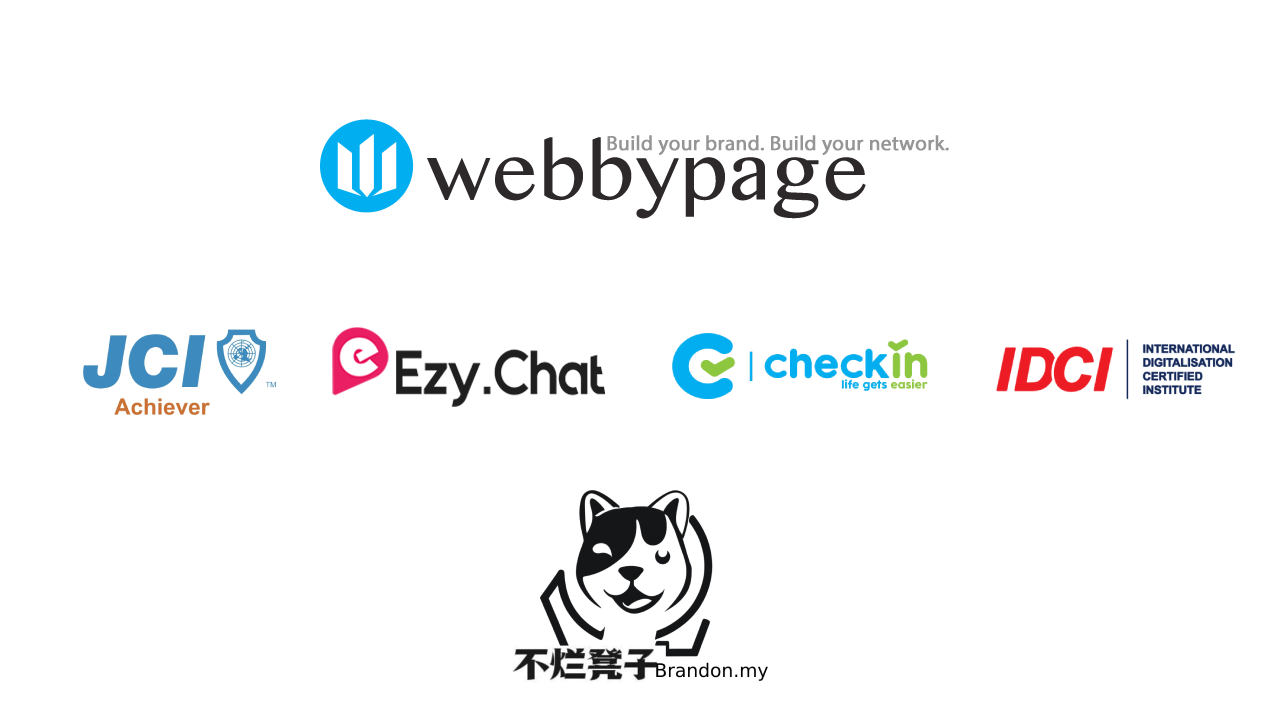 Build your brand. Build your network.
webbypage
JCI
TM
Achiever
Ezy.Chat
checkin
life gets easier
IDCI
INTERNATIONAL
DIGITALISATION
CERTIFIED
INSTITUTE
不烂凳子
Brandon.my